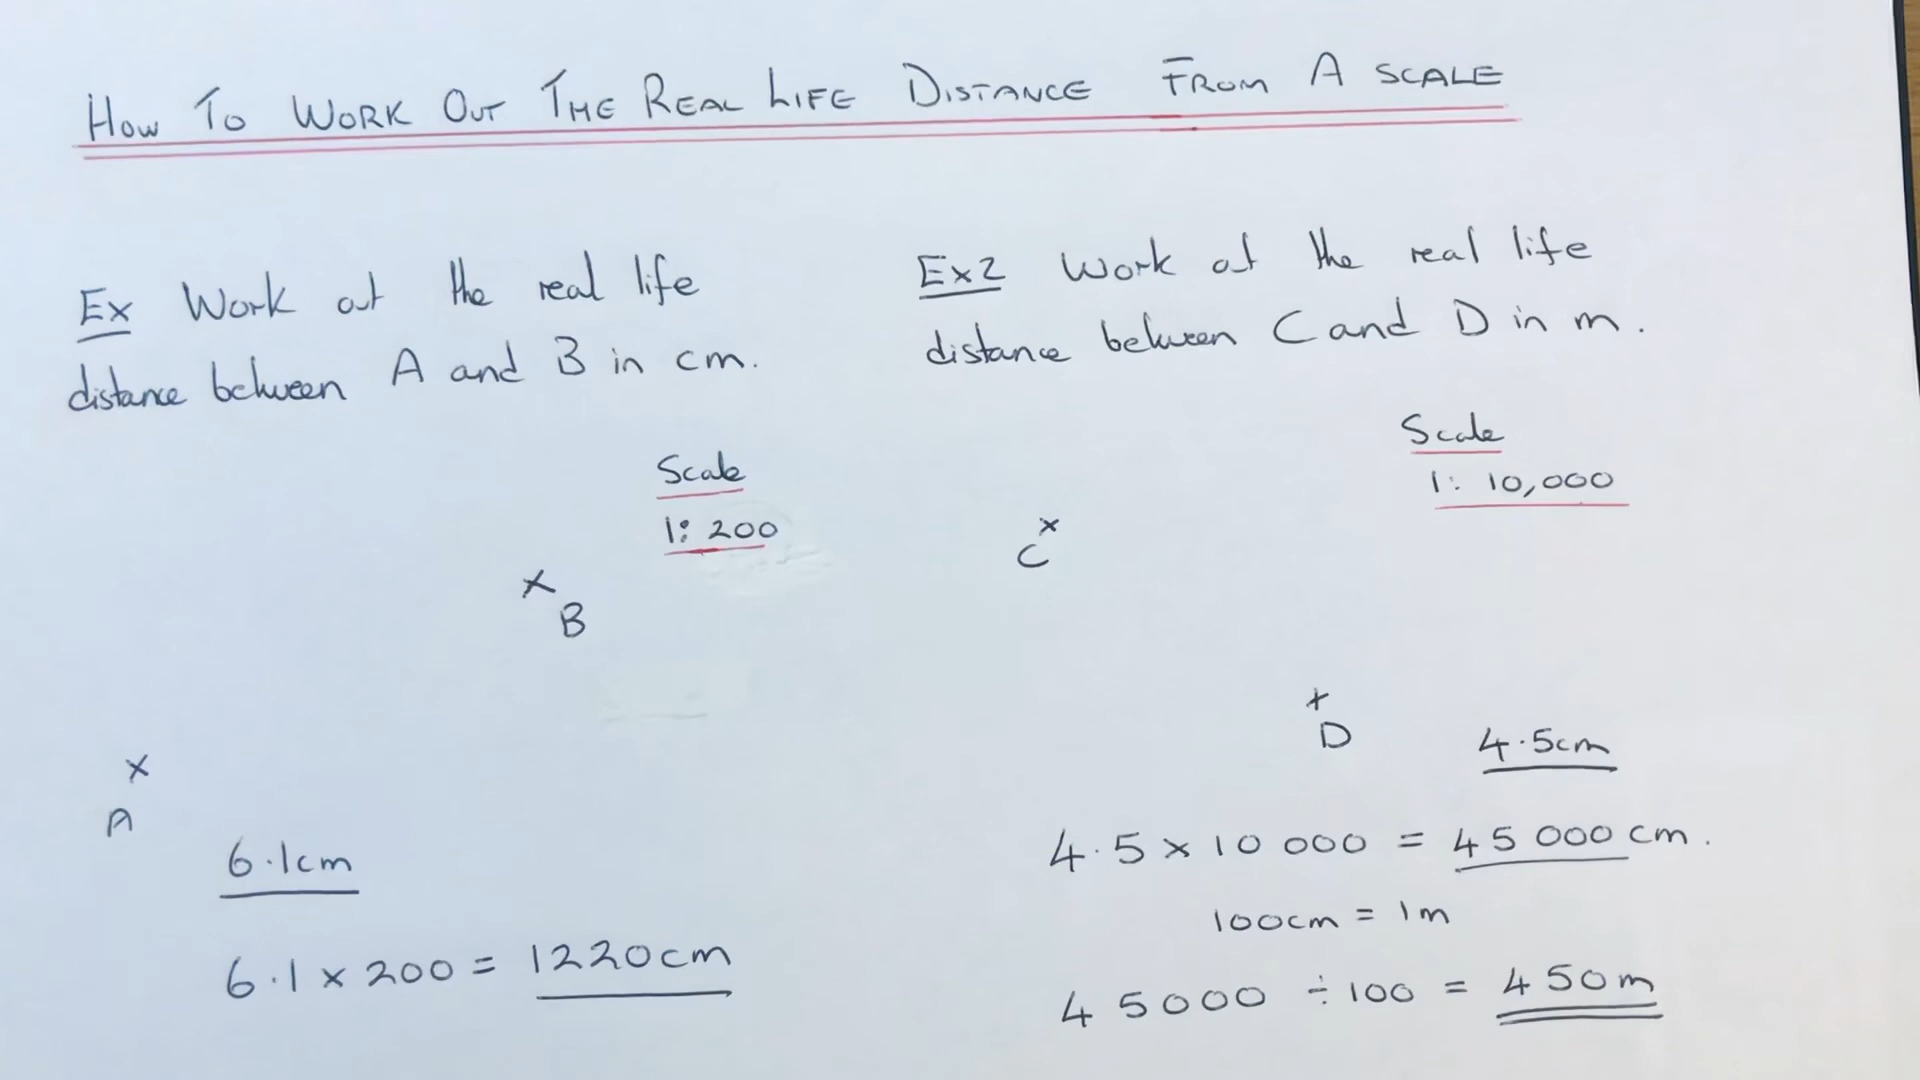 HOW TO WORK OUT THE REAL LIFE DISTANCE FROM A SCALE
Ex Work out the real life
distance between A and B in cm.
Scale
1: 200
x
B
x
A
6.1cm
6.1 x 200 = 1220cm
Ex2 Work out the real life
distance between C and D in m.
Scale
1: 10,000
x
C
+
D
4.5cm
4.5 x 10 000 = 45 000 cm.
100cm = 1m
45000 ÷ 100 = 450m